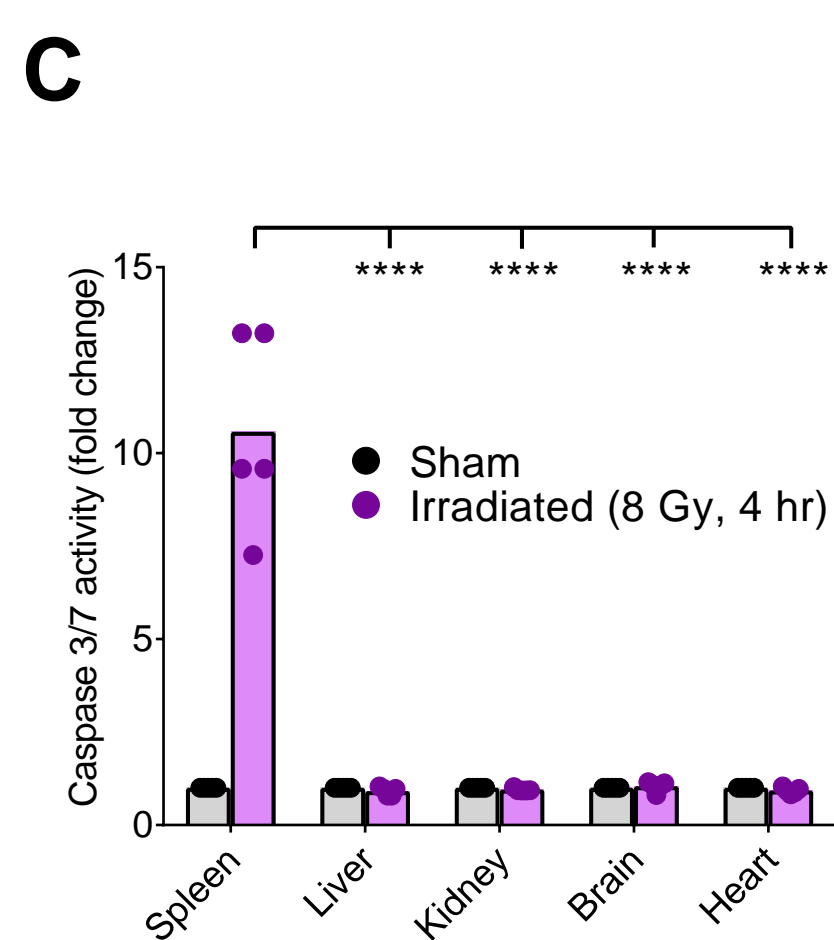 C
**** **** **** ****
Caspase 3/7 activity (fold change)
15
10
5
0
Sham
Irradiated (8 Gy, 4 hr)
Spleen
Liver
Kidney
Brain
Heart